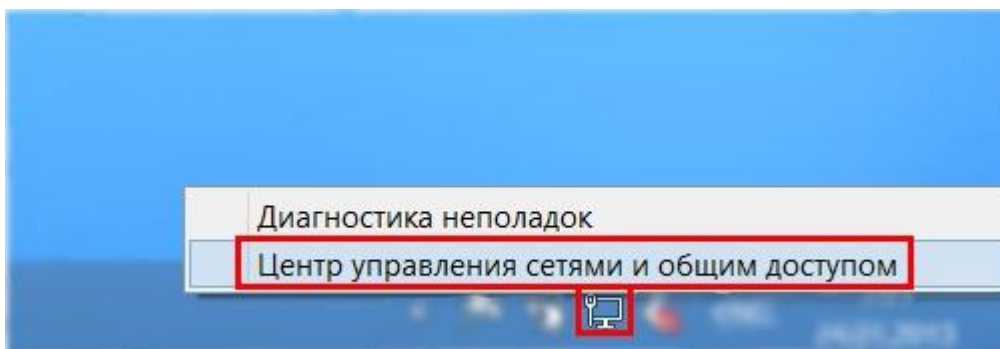 Диагностика неполадок
Центр управления сетями и общим доступом